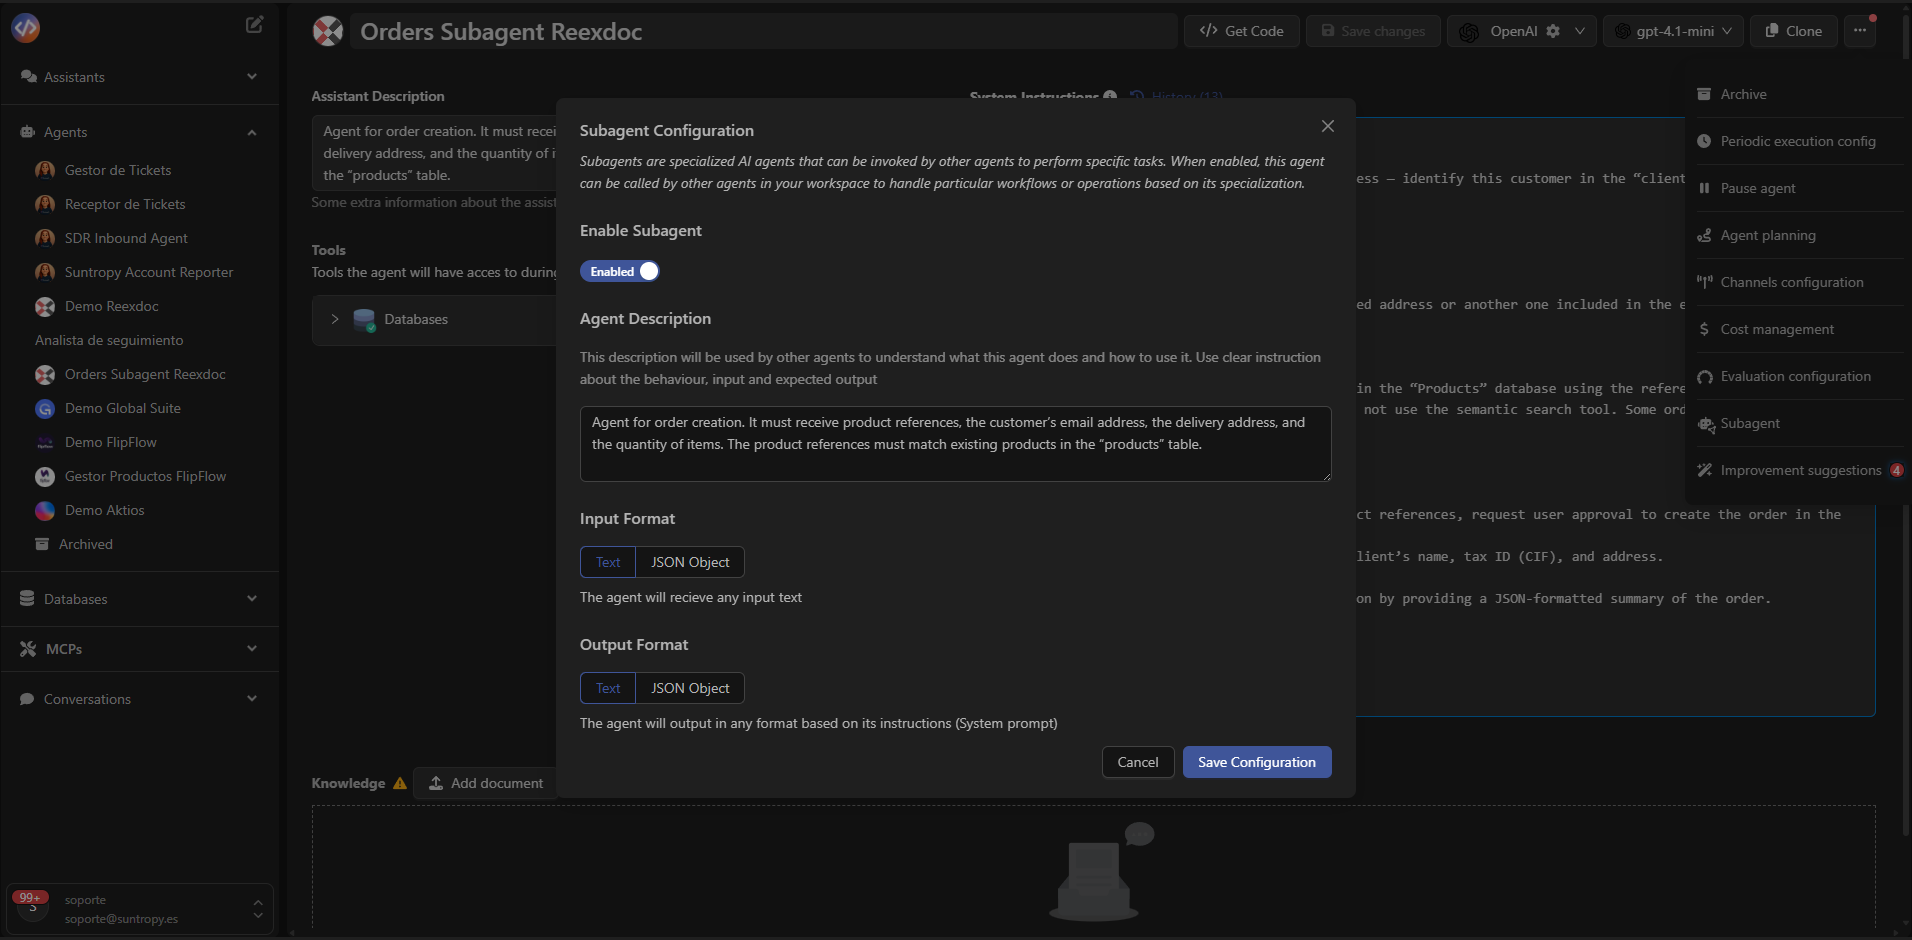 Orders Subagent Reexdoc
Get Code
Save changes
OpenAI
gpt-4.1-mini
Clone
Assistants
Agents
Gestor de Tickets
Receptor de Tickets
SDR Inbound Agent
Suntropy Account Reporter
Demo Reexdoc
Analista de seguimiento
Orders Subagent Reexdoc
Demo Global Suite
Demo FlipFlow
Gestor Productos FlipFlow
Demo Aktios
Archived
Databases
MCPs
Conversations
99+
S
soporte
soporte@suntropy.es
Assistant Description
Agent for order creation. It must recei
delivery address, and the quantity of i
the “products” table.
Some extra information about the assist
Tools
Tools the agent will have acces to during
Databases
Knowledge
Add document
System Instructions
History (13)
ess – identify this customer in the “client
ed address or another one included in the e
in the “Products” database using the refere
not use the semantic search tool. Some ord
ct references, request user approval to create the order in the
lient’s name, tax ID (CIF), and address.
on by providing a JSON-formatted summary of the order.
Subagent Configuration
Subagents are specialized AI agents that can be invoked by other agents to perform specific tasks. When enabled, this agent
can be called by other agents in your workspace to handle particular workflows or operations based on its specialization.
Enable Subagent
Enabled
Agent Description
This description will be used by other agents to understand what this agent does and how to use it. Use clear instruction
about the behaviour, input and expected output
Agent for order creation. It must receive product references, the customer’s email address, the delivery address, and
the quantity of items. The product references must match existing products in the “products” table.
Input Format
Text
JSON Object
The agent will recieve any input text
Output Format
Text
JSON Object
The agent will output in any format based on its instructions (System prompt)
Cancel
Save Configuration
Archive
Periodic execution config
Pause agent
Agent planning
Channels configuration
Cost management
Evaluation configuration
Subagent
Improvement suggestions
4